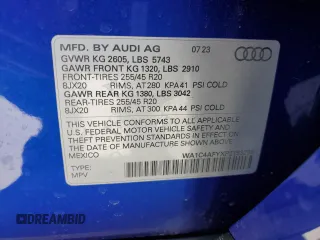 MFD. BY AUDI AG 07 23
GVWR KG 2605, LBS 5743
GAWR FRONT KG 1320, LBS 2910
FRONT-TIRES 255/45 R20
8JX20 RIMS, AT 280 KPA 41 PSI COLD
GAWR REAR KG 1380, LBS 3042
REAR-TIRES 255/45 R20
8JX20 RIMS, AT 300 KPA 44 PSI COLD
THIS VEHICLE CONFORMS TO ALL APPLICABLE
U.S. FEDERAL MOTOR VEHICLE SAFETY AND
THEFT PREVENTION STANDARDS IN EFFECT
ON THE DATE OF MANUFACTURE SHOWN ABOVE.
MEXICO
TYPE:
MPV